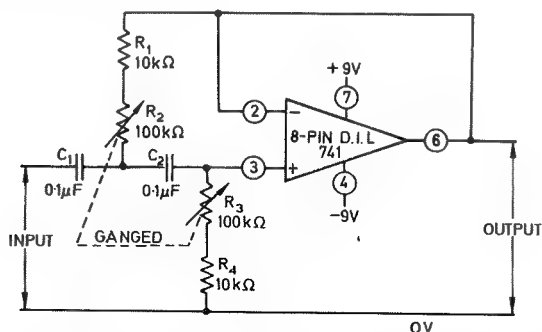 R1
10kΩ
R2
100kΩ
C1
0·1µF
C2
0·1µF
2
−
3
+
8-PIN D.I.L
741
+9V
7
4
−9V
6
R3
100kΩ
GANGED
R4
10kΩ
INPUT
OUTPUT
0V